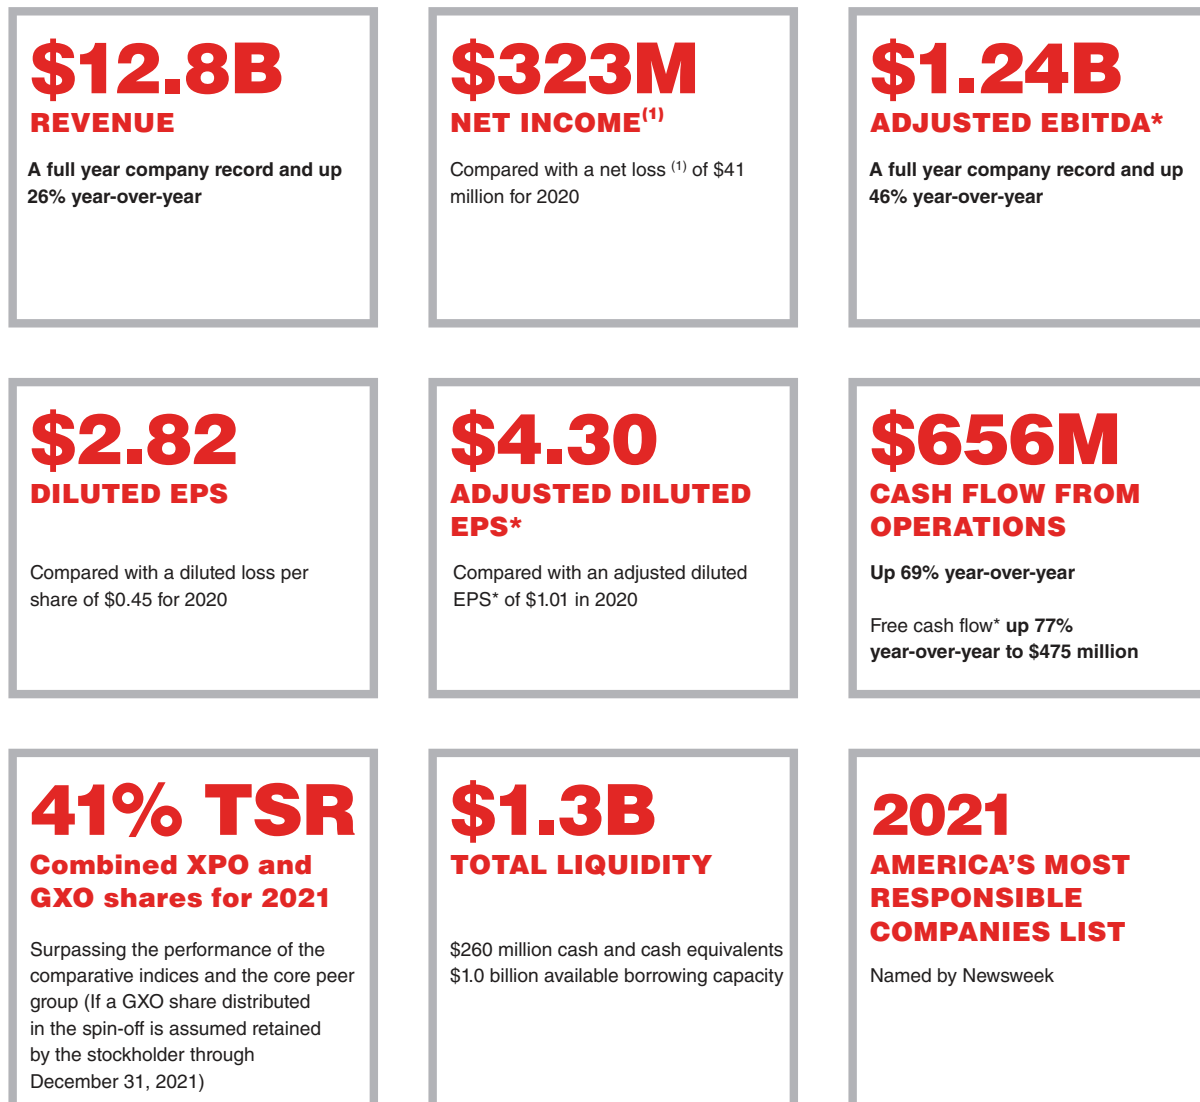 $12.8B
REVENUE
A full year company record and up
26% year-over-year
$323M
NET INCOME(1)
Compared with a net loss (1) of $41
million for 2020
$1.24B
ADJUSTED EBITDA*
A full year company record and up
46% year-over-year
$2.82
DILUTED EPS
Compared with a diluted loss per
share of $0.45 for 2020
$4.30
ADJUSTED DILUTED
EPS*
Compared with an adjusted diluted
EPS* of $1.01 in 2020
$656M
CASH FLOW FROM
OPERATIONS
Up 69% year-over-year
Free cash flow* up 77%
year-over-year to $475 million
41% TSR
Combined XPO and
GXO shares for 2021
Surpassing the performance of the
comparative indices and the core peer
group (If a GXO share distributed
in the spin-off is assumed retained
by the stockholder through
December 31, 2021)
$1.3B
TOTAL LIQUIDITY
$260 million cash and cash equivalents
$1.0 billion available borrowing capacity
2021
AMERICA'S MOST
RESPONSIBLE
COMPANIES LIST
Named by Newsweek